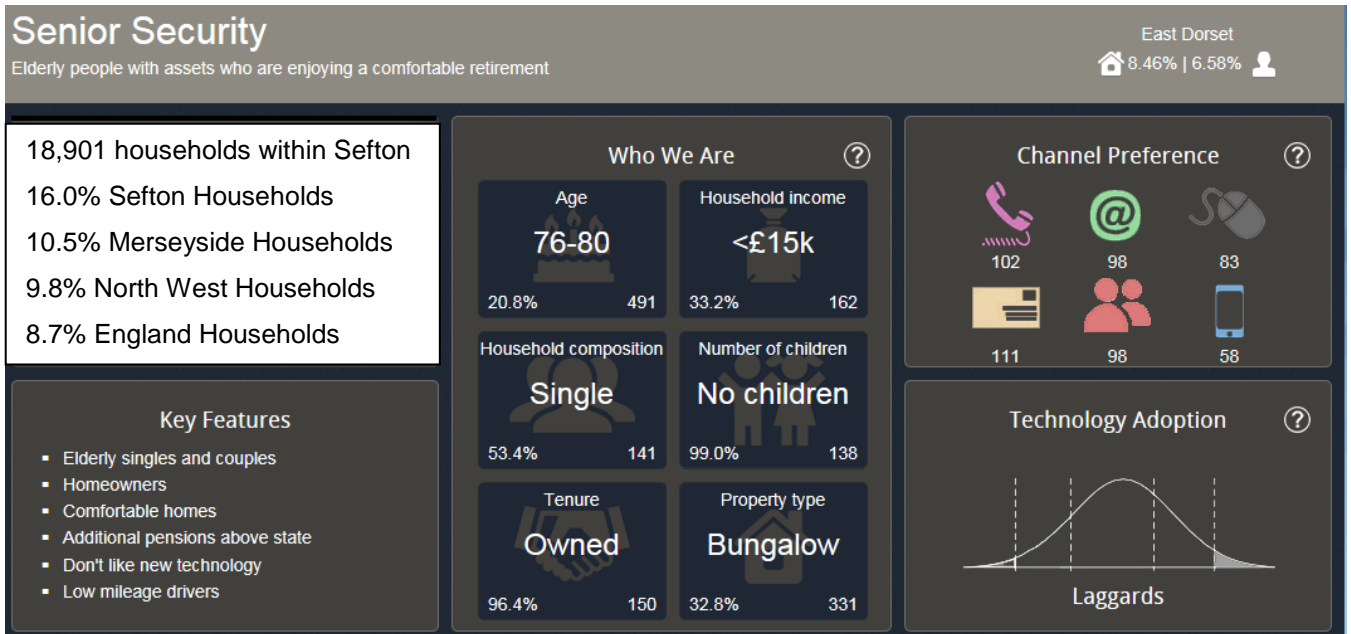 Senior Security
Elderly people with assets who are enjoying a comfortable retirement
East Dorset
8.46% | 6.58%
18,901 households within Sefton
16.0% Sefton Households
10.5% Merseyside Households
9.8% North West Households
8.7% England Households
Key Features
▪ Elderly singles and couples
▪ Homeowners
▪ Comfortable homes
▪ Additional pensions above state
▪ Don't like new technology
▪ Low mileage drivers
Who We Are ?
Age
76-80
20.8% 491
Household income
<£15k
33.2% 162
Household composition
Single
53.4% 141
Number of children
No children
99.0% 138
Tenure
Owned
96.4% 150
Property type
Bungalow
32.8% 331
Channel Preference ?
@
102 98 83
111 98 58
Technology Adoption ?
Laggards